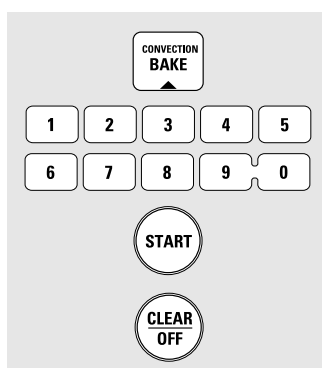 CONVECTION
BAKE
1 2 3 4 5
6 7 8 9 0
START
CLEAR
OFF